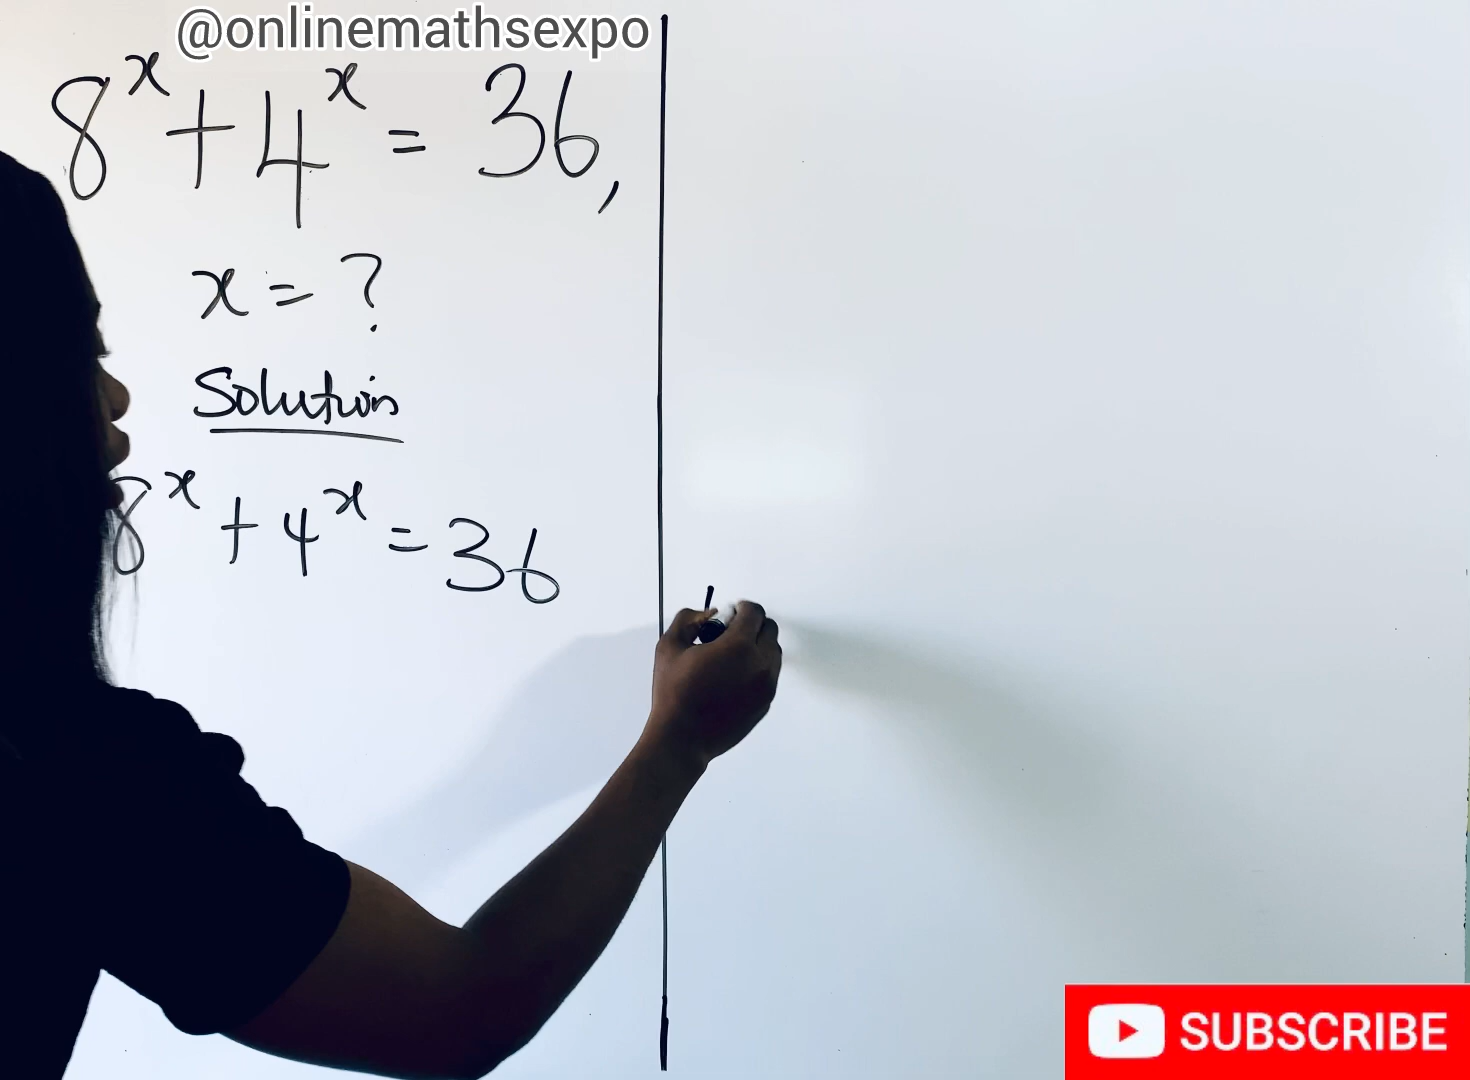 @onlinemathsexpo
8ˣ + 4ˣ = 36,
x = ?
Solution
8ˣ + 4ˣ = 36
SUBSCRIBE